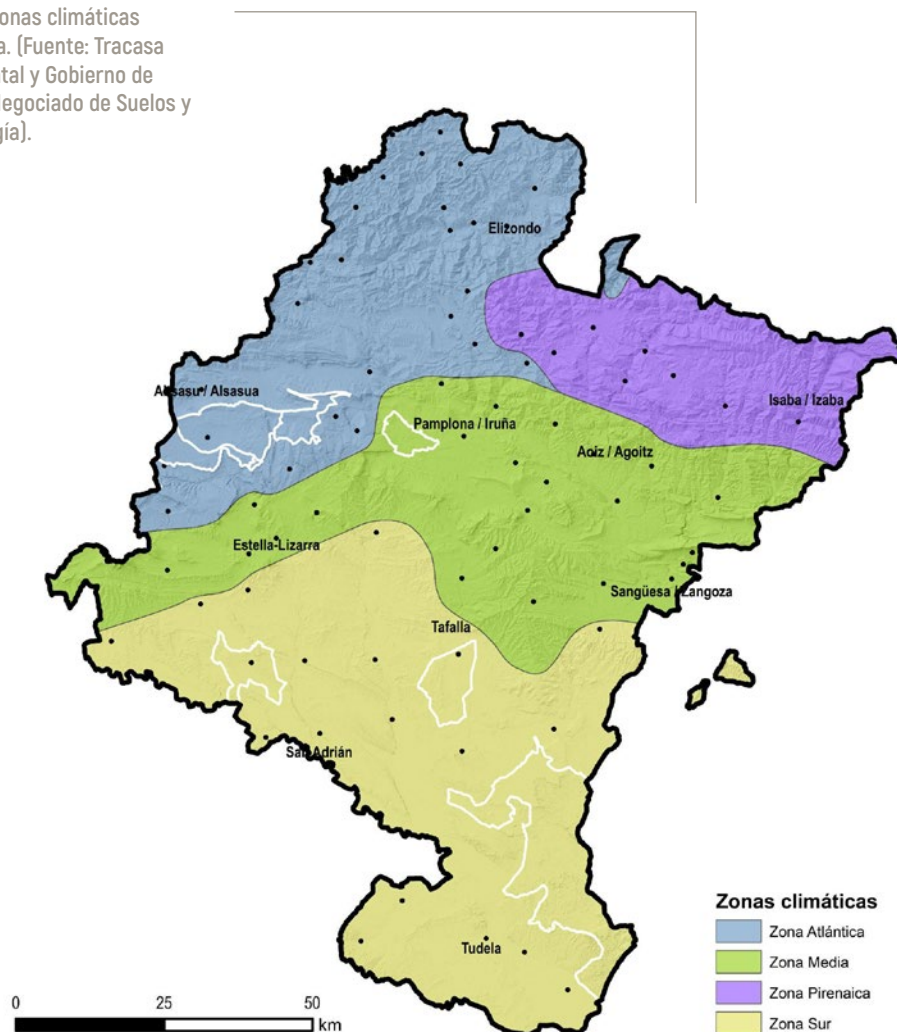 onas climáticas
a. (Fuente: Tracasa
tal y Gobierno de
legociado de Suelos y
gía).
Elizondo
Altsasu / Alsasua
Isaba / Izaba
Pamplona / Iruña
Aoiz / Agoitz
Estella-Lizarra
Sangüesa / Zangoza
Tafalla
San Adrián
Tudela
Zonas climáticas
Zona Atlántica
Zona Media
Zona Pirenaica
Zona Sur
0 25 50
km